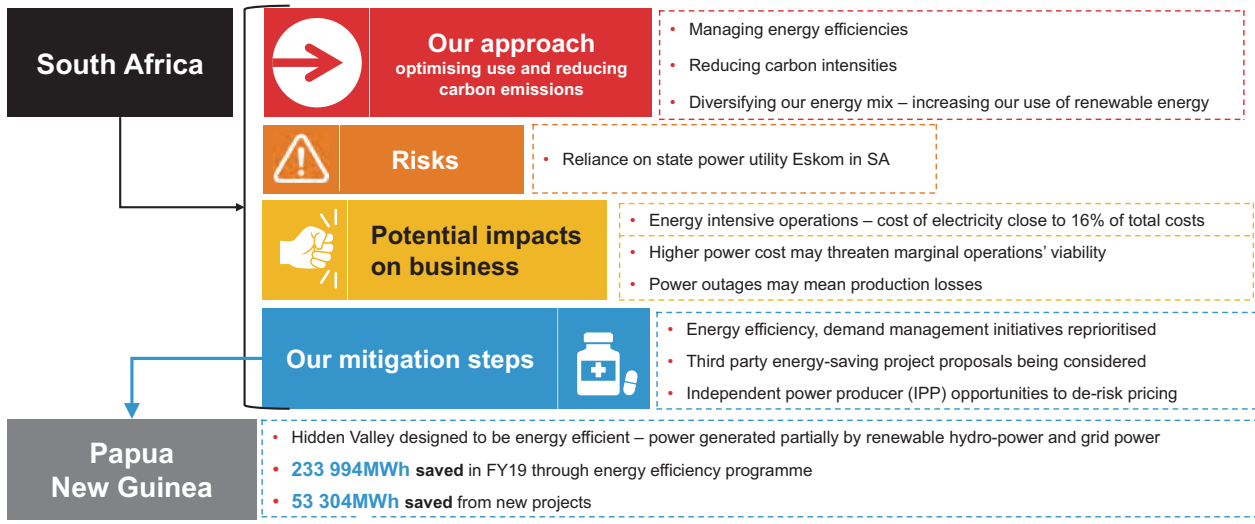 South Africa
Our approach
optimising use and reducing
carbon emissions
• Managing energy efficiencies
• Reducing carbon intensities
• Diversifying our energy mix – increasing our use of renewable energy
Risks
• Reliance on state power utility Eskom in SA
Potential impacts
on business
• Energy intensive operations – cost of electricity close to 16% of total costs
• Higher power cost may threaten marginal operations’ viability
• Power outages may mean production losses
Our mitigation steps
• Energy efficiency, demand management initiatives reprioritised
• Third party energy-saving project proposals being considered
• Independent power producer (IPP) opportunities to de-risk pricing
Papua
New Guinea
• Hidden Valley designed to be energy efficient – power generated partially by renewable hydro-power and grid power
• 233 994MWh saved in FY19 through energy efficiency programme
• 53 304MWh saved from new projects